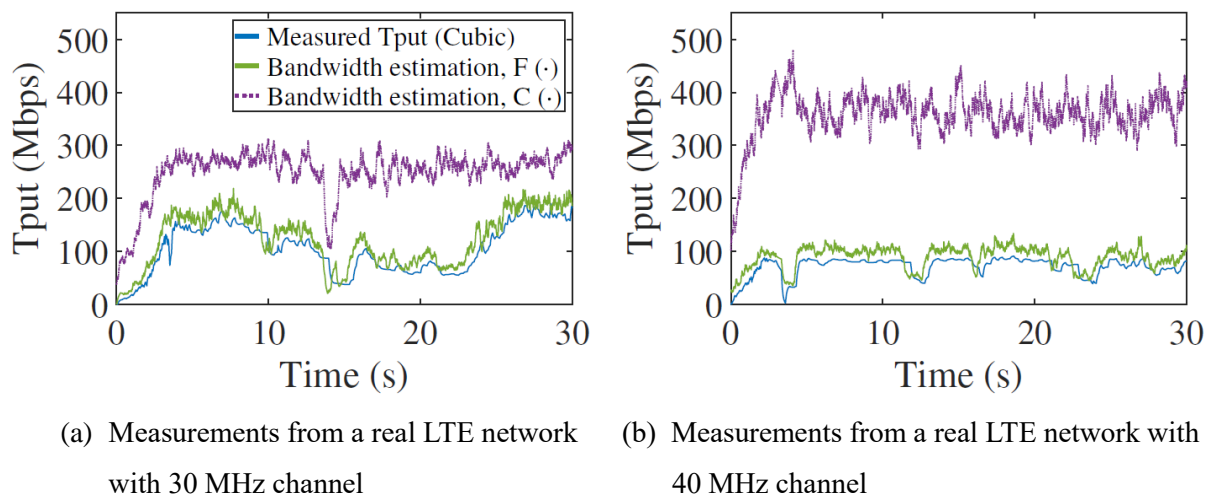 500
400
300
200
100
0
Tput (Mbps)
Measured Tput (Cubic)
Bandwidth estimation, F (·)
Bandwidth estimation, C (·)
0 10 20 30
Time (s)
(a) Measurements from a real LTE network
with 30 MHz channel
500
400
300
200
100
0
Tput (Mbps)
0 10 20 30
Time (s)
(b) Measurements from a real LTE network with
40 MHz channel